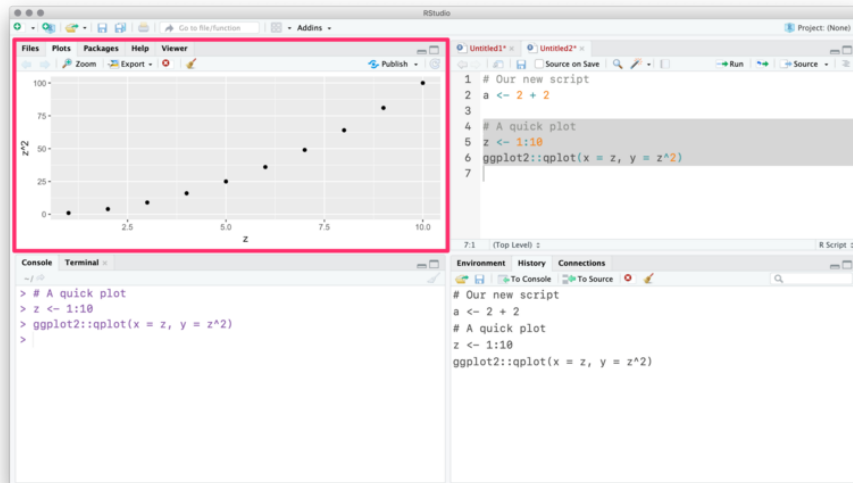 RStudio
Go to file/function Addins Project: (None)
Files Plots Packages Help Viewer
Zoom Export Publish
100
75
50
25
0
z^2
2.5 5.0 7.5 10.0
z
Untitled1* × Untitled2* ×
Source on Save Run Source
1 # Our new script
2 a <- 2 + 2
3
4 # A quick plot
5 z <- 1:10
6 ggplot2::qplot(x = z, y = z^2)
7
7:1 (Top Level) R Script
Console Terminal ×
~/
> # A quick plot
> z <- 1:10
> ggplot2::qplot(x = z, y = z^2)
>
Environment History Connections
To Console To Source
# Our new script
a <- 2 + 2
# A quick plot
z <- 1:10
ggplot2::qplot(x = z, y = z^2)